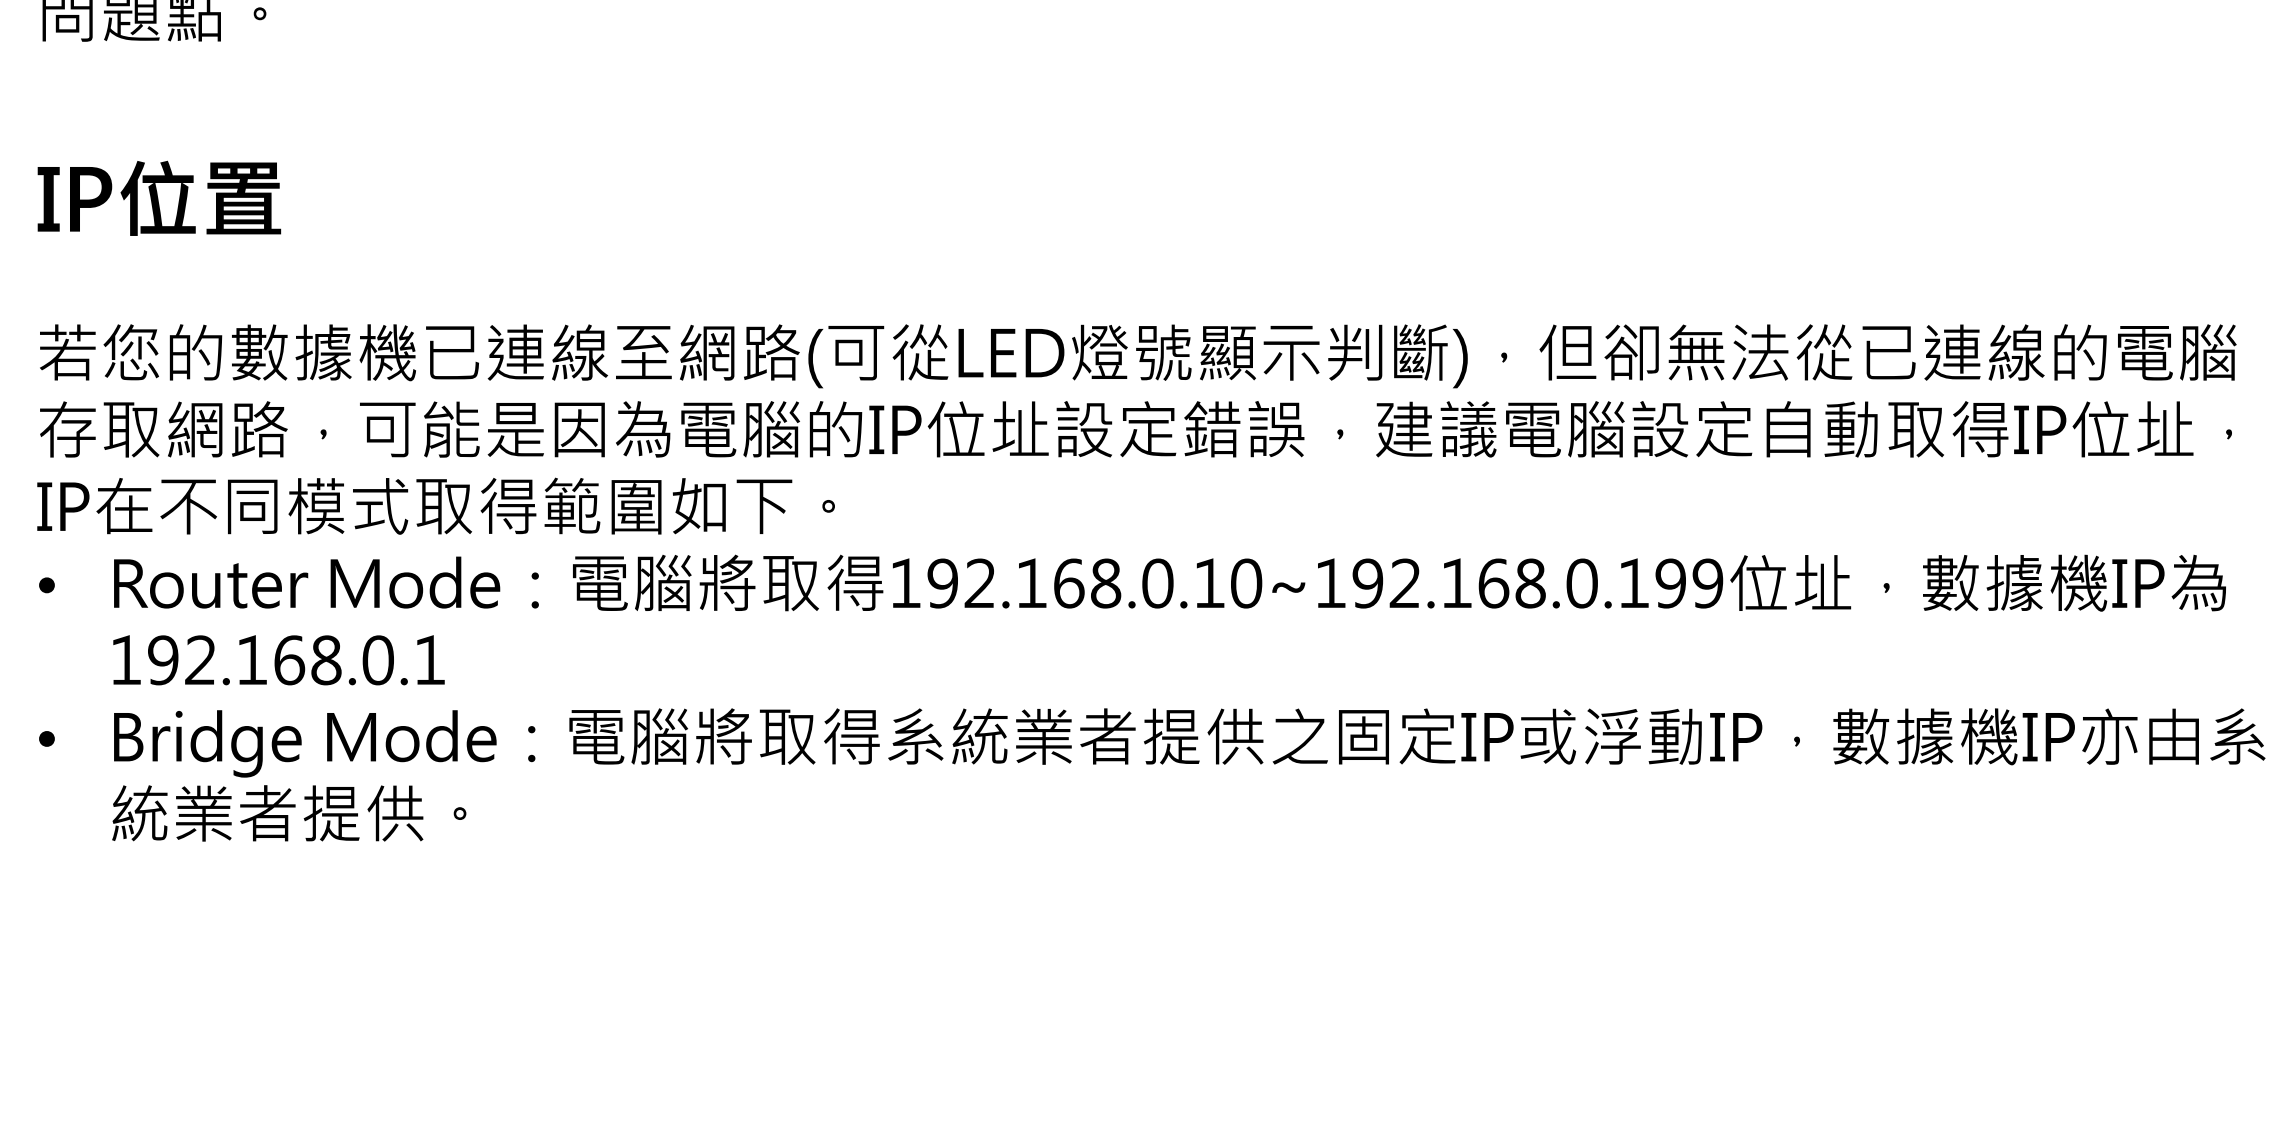 問題點。
IP位置
若您的數據機已連線至網路(可從LED燈號顯示判斷)，但卻無法從已連線的電腦
存取網路，可能是因為電腦的IP位址設定錯誤，建議電腦設定自動取得IP位址，
IP在不同模式取得範圍如下。
• Router Mode：電腦將取得192.168.0.10~192.168.0.199位址，數據機IP為
192.168.0.1
• Bridge Mode：電腦將取得系統業者提供之固定IP或浮動IP，數據機IP亦由系
統業者提供。